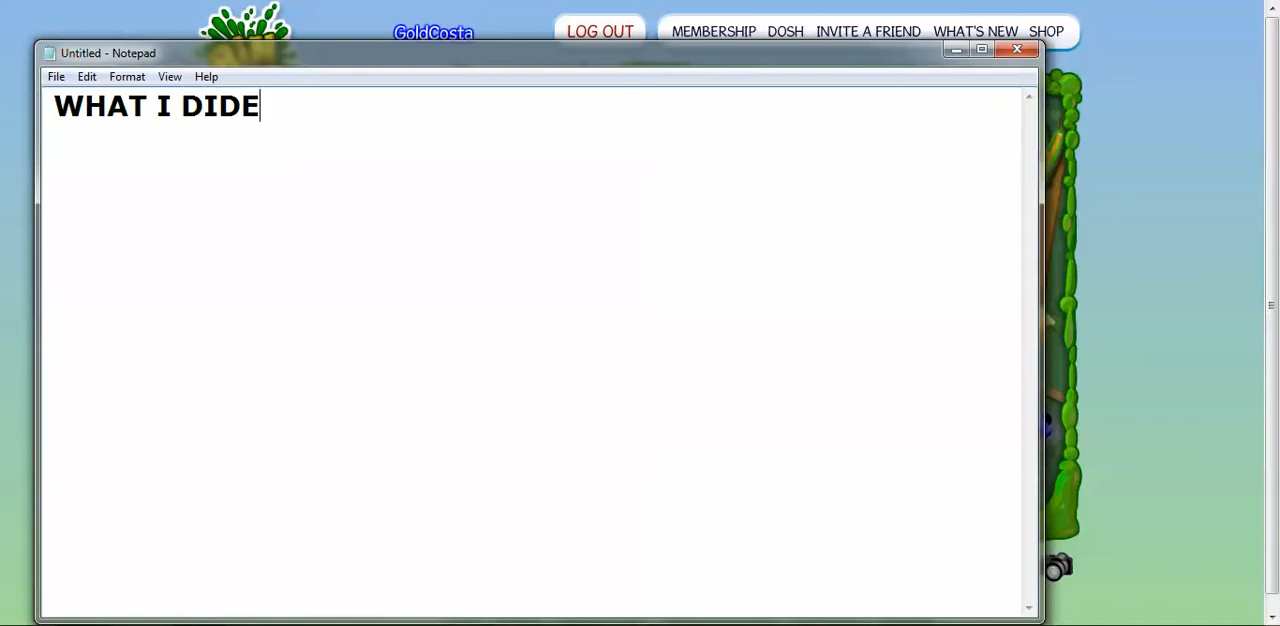 GoldCosta
LOG OUT
MEMBERSHIP DOSH INVITE A FRIEND WHAT'S NEW SHOP
Untitled - Notepad
File Edit Format View Help
WHAT I DIDE